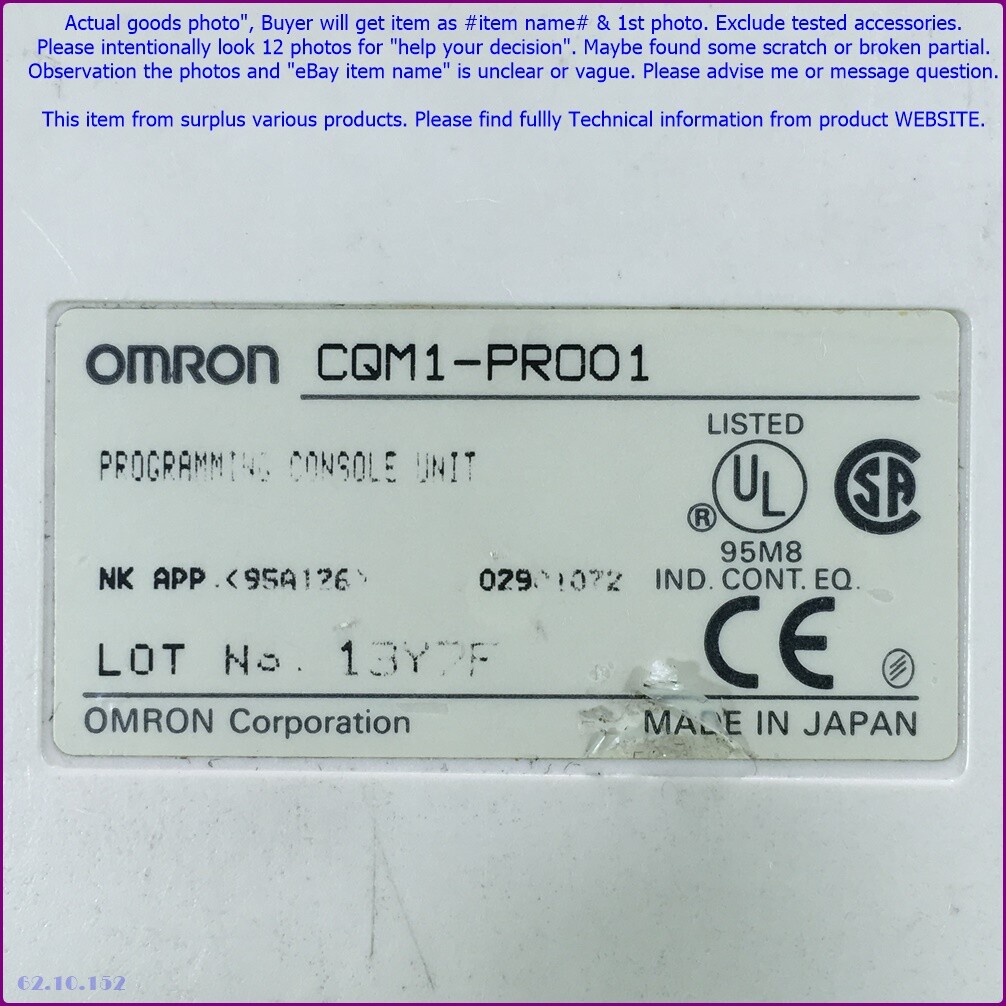 Actual goods photo", Buyer will get item as #item name# & 1st photo. Exclude tested accessories.
Please intentionally look 12 photos for "help your decision". Maybe found some scratch or broken partial.
Observation the photos and "eBay item name" is unclear or vague. Please advise me or message question.
This item from surplus various products. Please find fullly Technical information from product WEBSITE.
OMRON CQM1-PRO01
LISTED
PROGRAMMING CONSOLE UNIT
UL
SA
®
95M8
NK APP.
IND. CONT. EQ.
CE
LOT No.
OMRON Corporation
MADE IN JAPAN
62.10.152